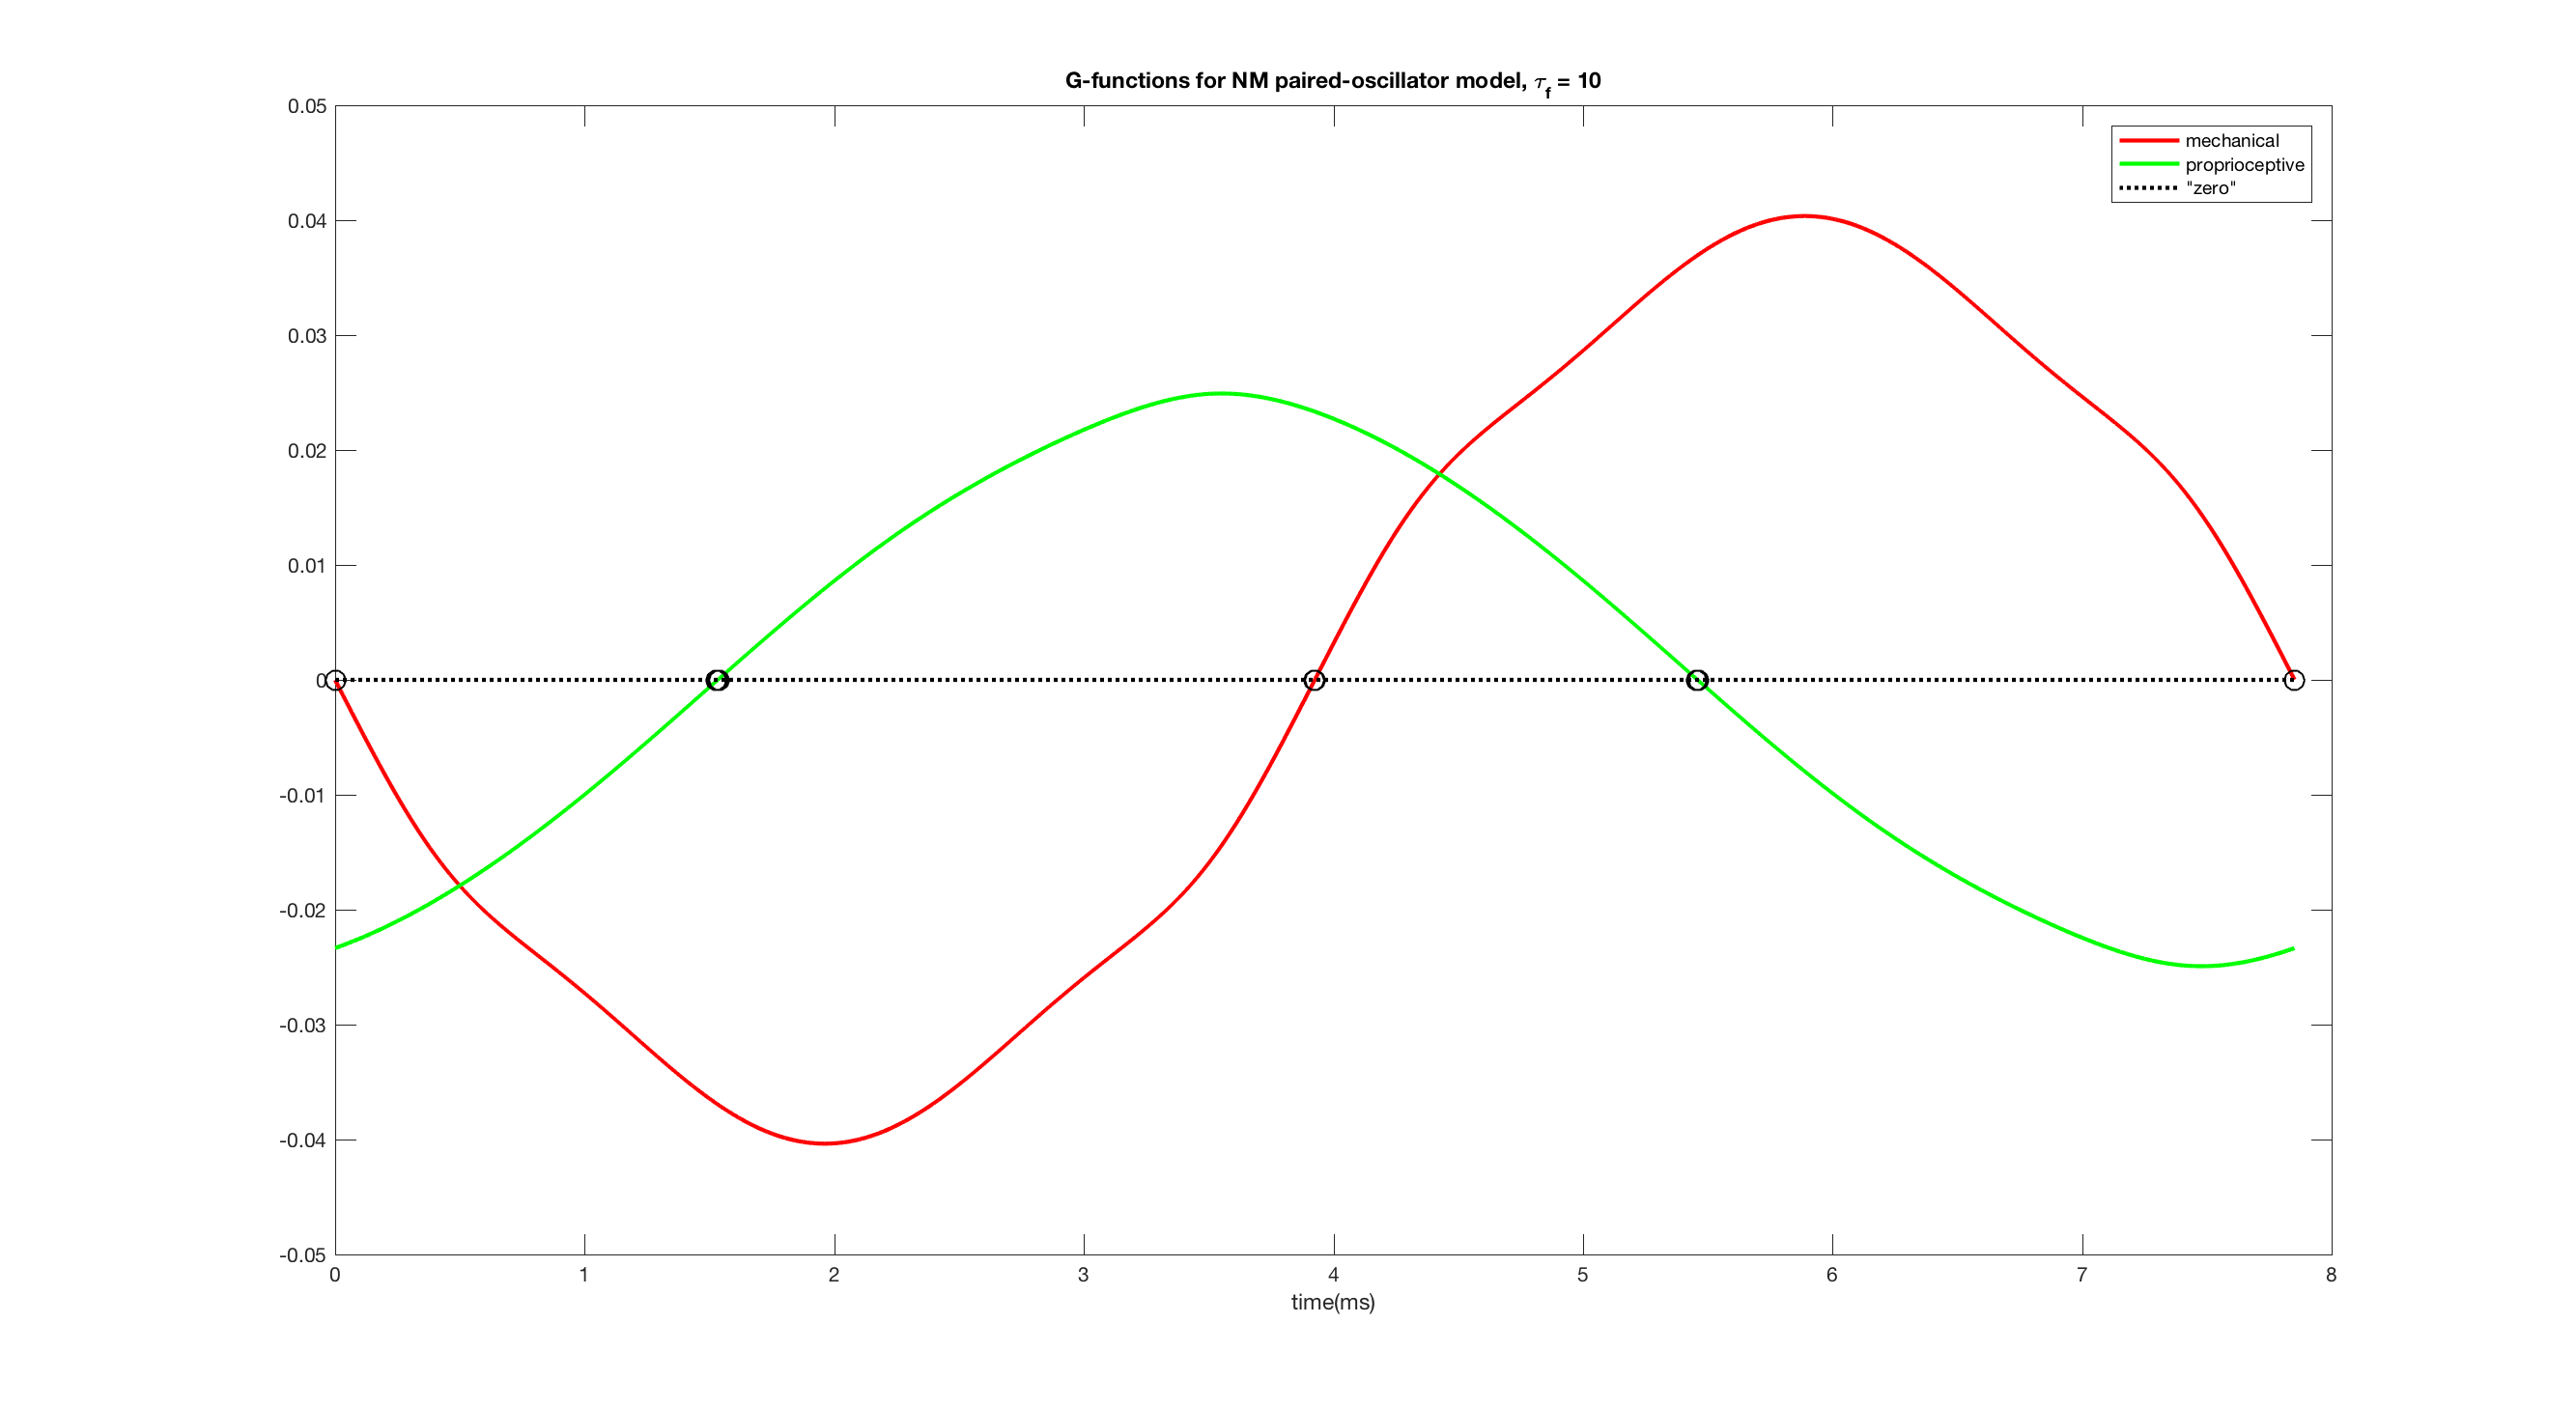 G-functions for NM paired-oscillator model, τf = 10
0.05
0.04
0.03
0.02
0.01
0
-0.01
-0.02
-0.03
-0.04
-0.05
mechanical
proprioceptive
"zero"
0 1 2 3 4 5 6 7 8
time(ms)